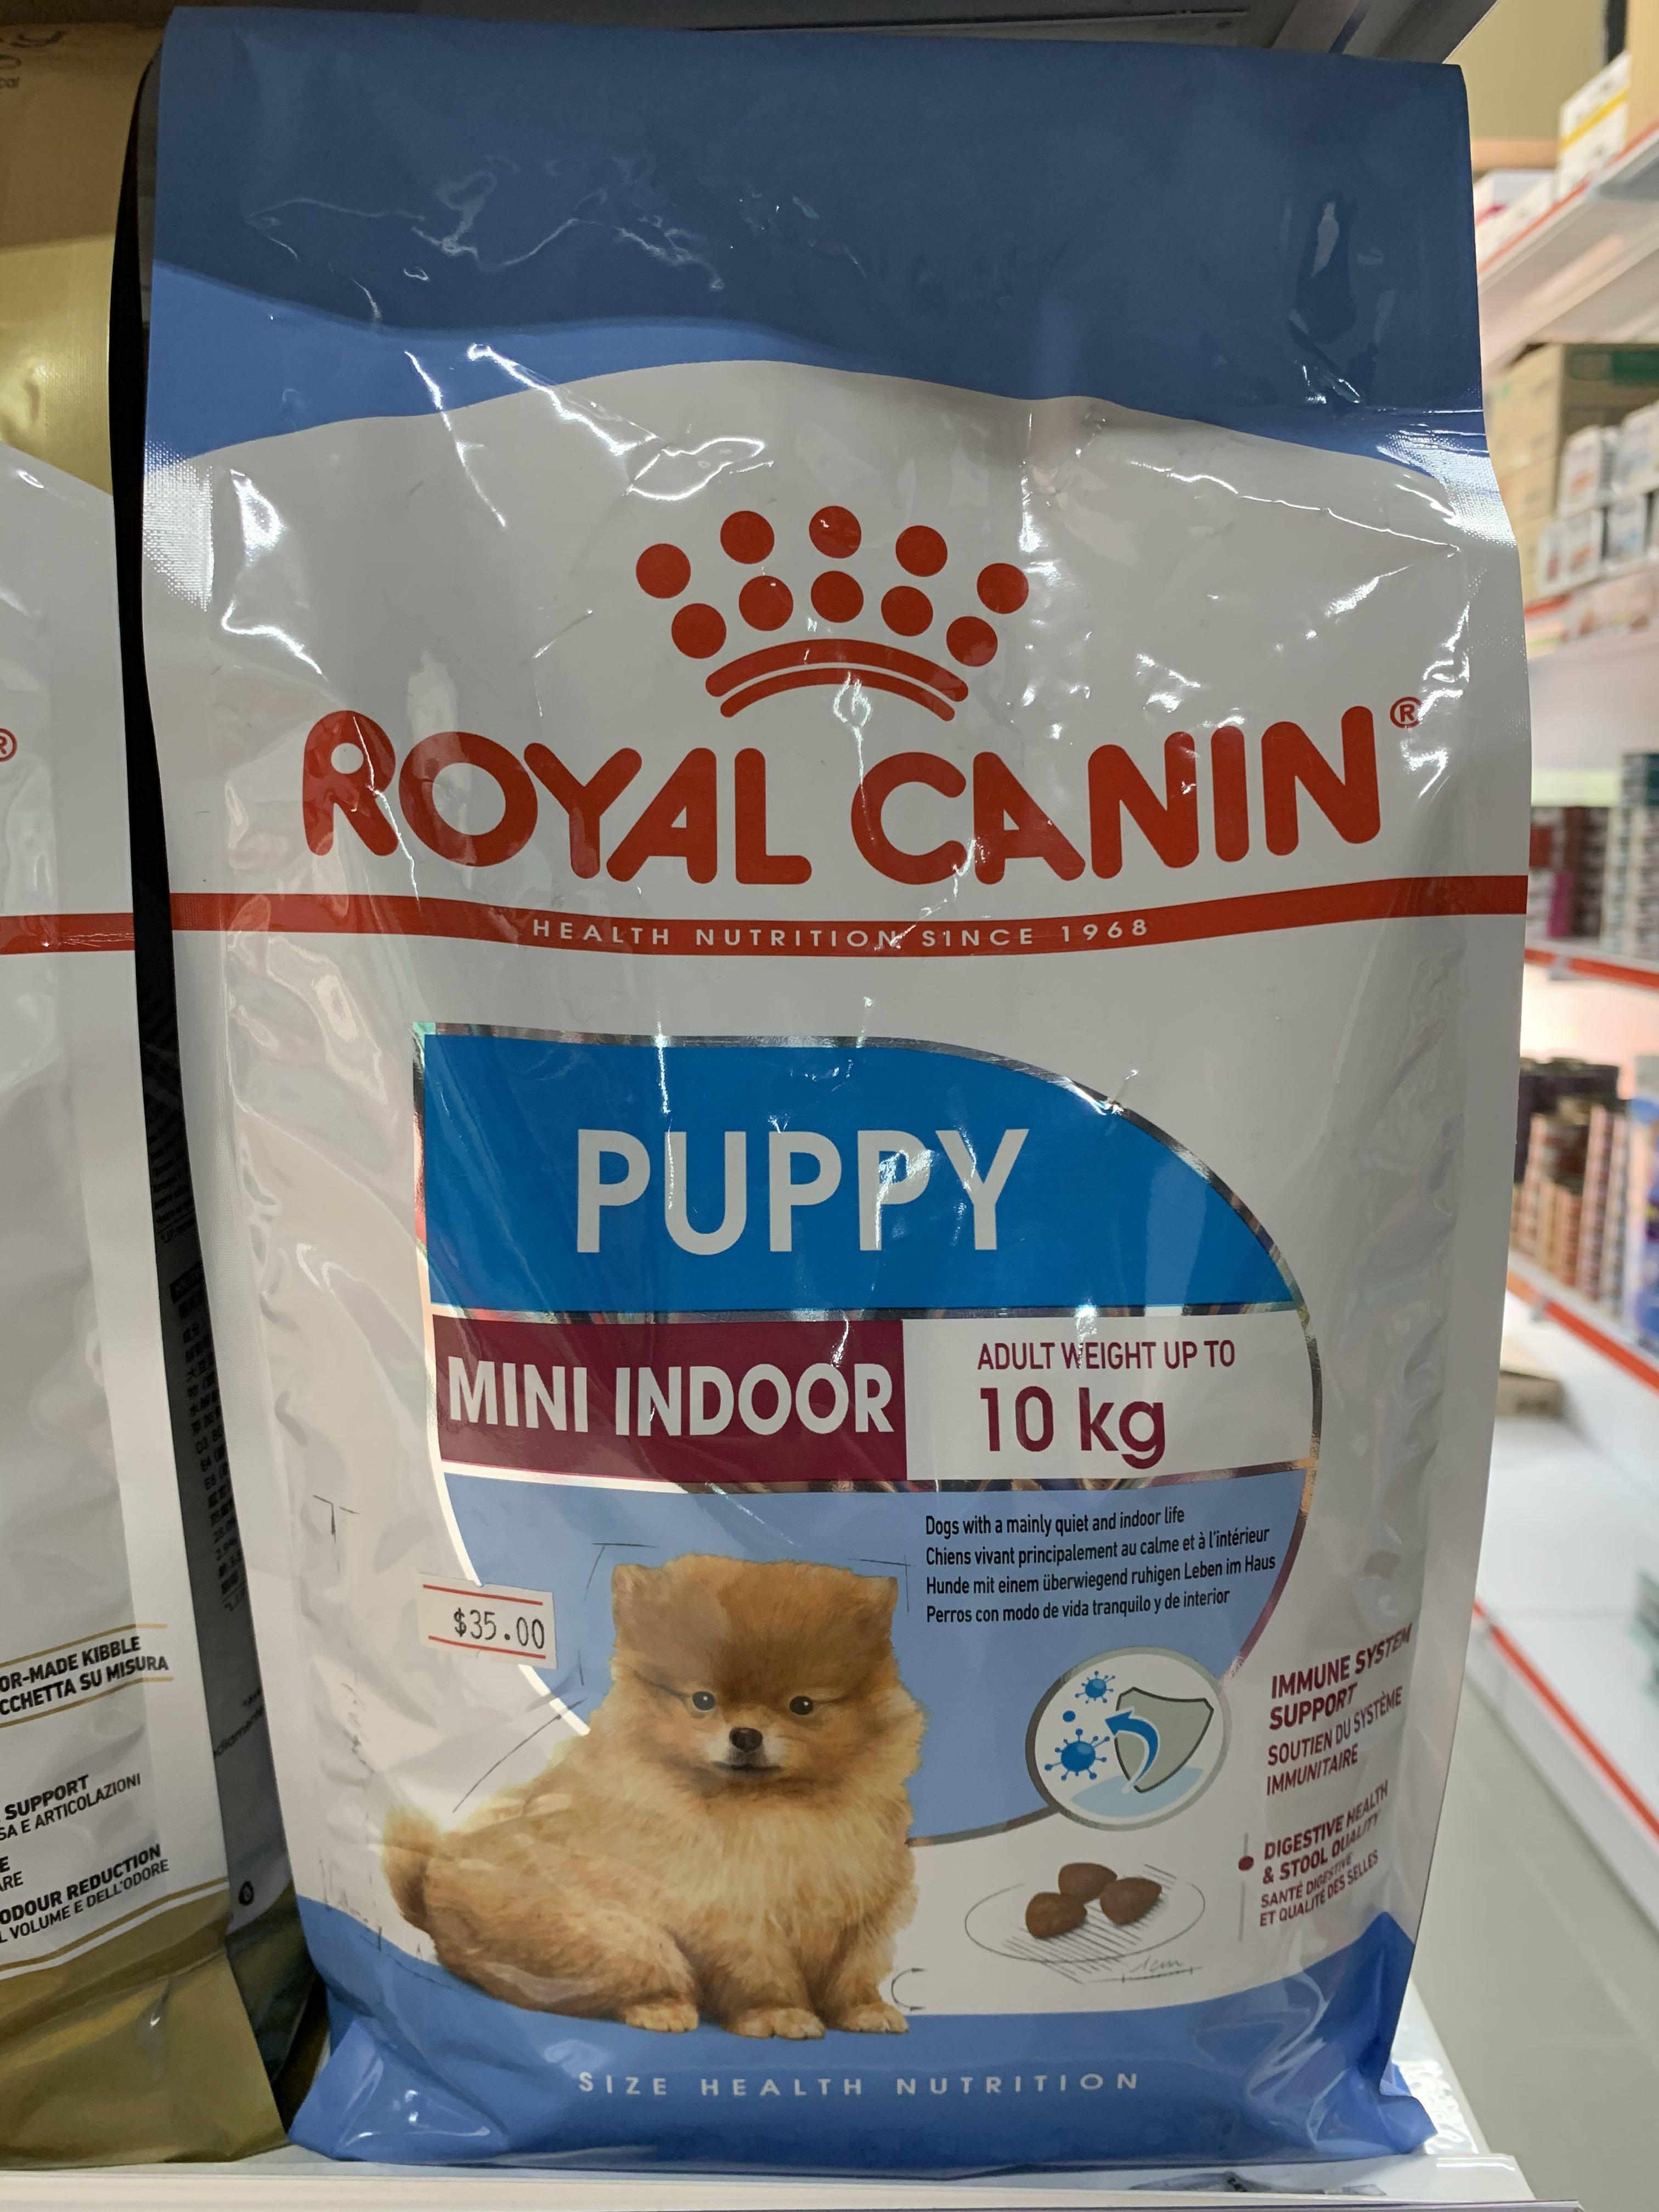 ROYAL CANIN®
HEALTH NUTRITION SINCE 1968
PUPPY
MINI INDOOR
ADULT WEIGHT UP TO
10 kg
Dogs with a mainly quiet and indoor life
Chiens vivant principalement au calme et à l'intérieur
Hunde mit einem überwiegend ruhigen Leben im Haus
Perros con modo de vida tranquilo y de interior
$35.00
IMMUNE SYSTEM
SUPPORT
SOUTIEN DU SYSTÈME
IMMUNITAIRE
DIGESTIVE HEALTH
& STOOL QUALITY
SANTÉ DIGESTIVE
ET QUALITÉ DES SELLES
1cm
SIZE HEALTH NUTRITION
®
OR-MADE KIBBLE
CCHETTA SU MISURA
SUPPORT
SA E ARTICOLAZIONI
E
ARE
ODOUR REDUCTION
L VOLUME E DELL'ODORE